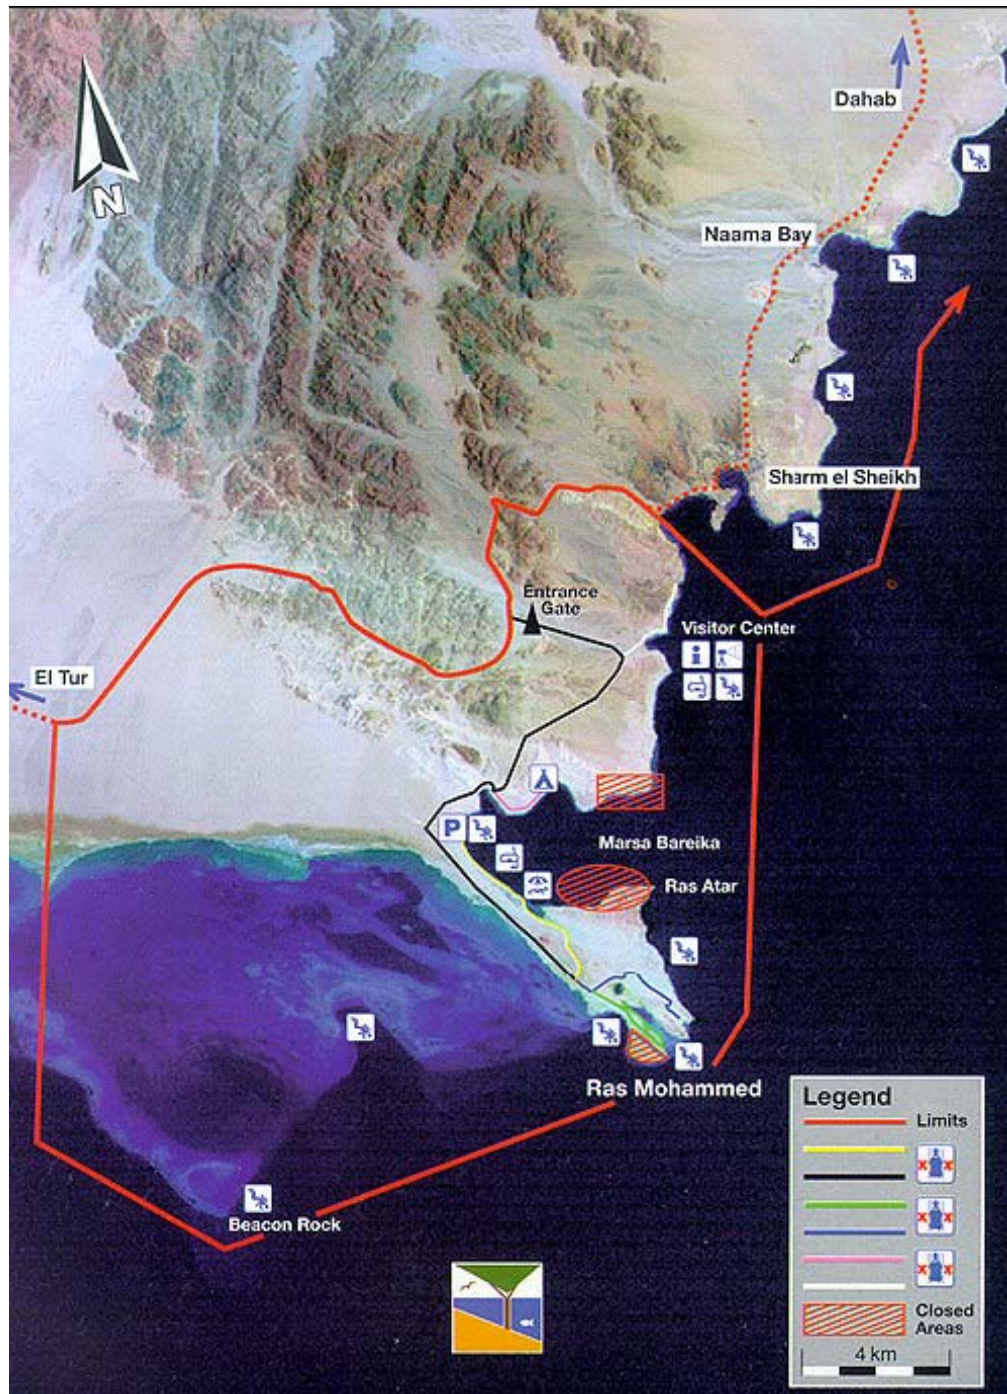 Dahab
N
Naama Bay
Sharm el Sheikh
Entrance
Gate
Visitor Center
El Tur
P
Marsa Bareika
Ras Atar
Ras Mohammed
Beacon Rock
Legend
Limits
Closed
Areas
4 km